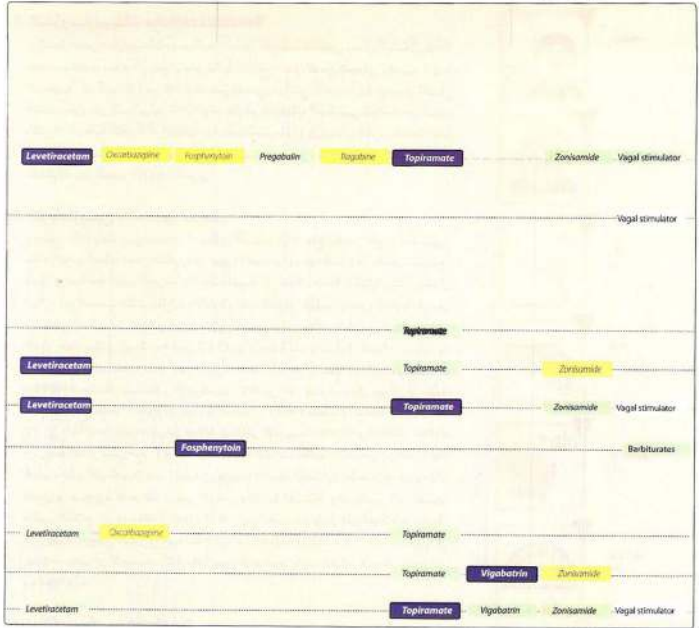 Levetiracetam Oxcarbazepine Fosphenytoin Pregabalin Tiagabine Topiramate Zonisamide Vagal stimulator
Vagal stimulator
Topiramate
Levetiracetam Topiramate Zonisamide
Levetiracetam Topiramate Zonisamide Vagal stimulator
Fosphenytoin Barbiturates
Levetiracetam Oxcarbazepine Topiramate
Topiramate Vigabatrin Zonisamide
Levetiracetam Topiramate Vigabatrin Zonisamide Vagal stimulator